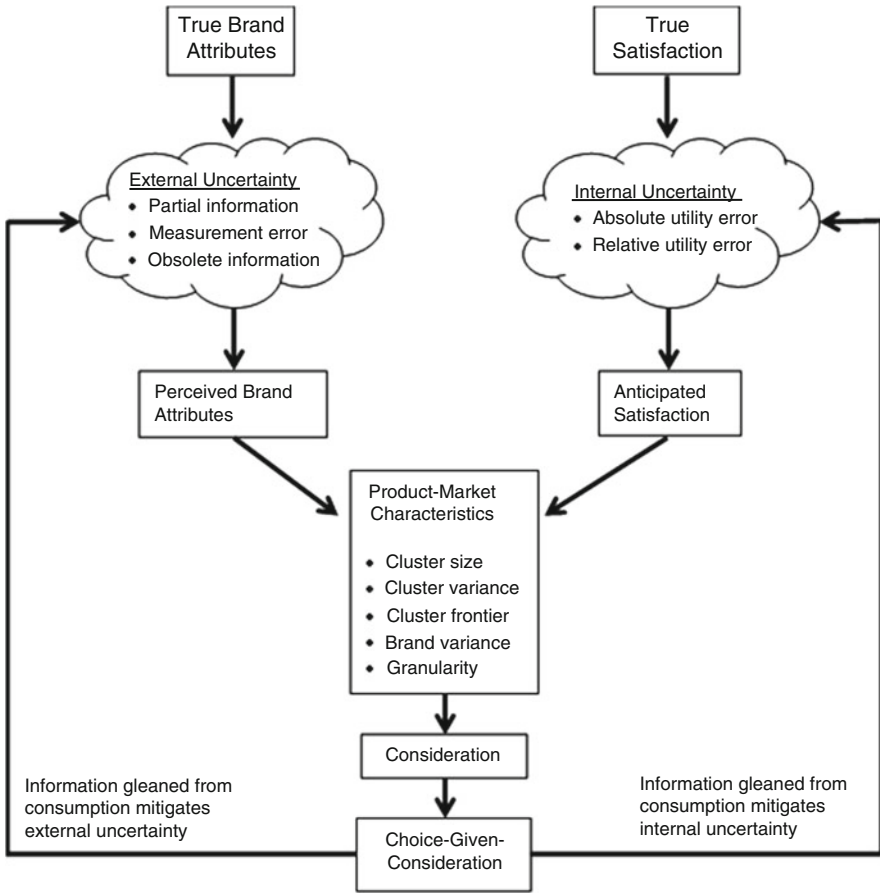 True Brand
Attributes
True
Satisfaction
External Uncertainty
• Partial information
• Measurement error
• Obsolete information
Internal Uncertainty
• Absolute utility error
• Relative utility error
Perceived Brand
Attributes
Anticipated
Satisfaction
Product-Market
Characteristics
• Cluster size
• Cluster variance
• Cluster frontier
• Brand variance
• Granularity
Consideration
Information gleaned from
consumption mitigates
external uncertainty
Choice-Given-
Consideration
Information gleaned from
consumption mitigates
internal uncertainty